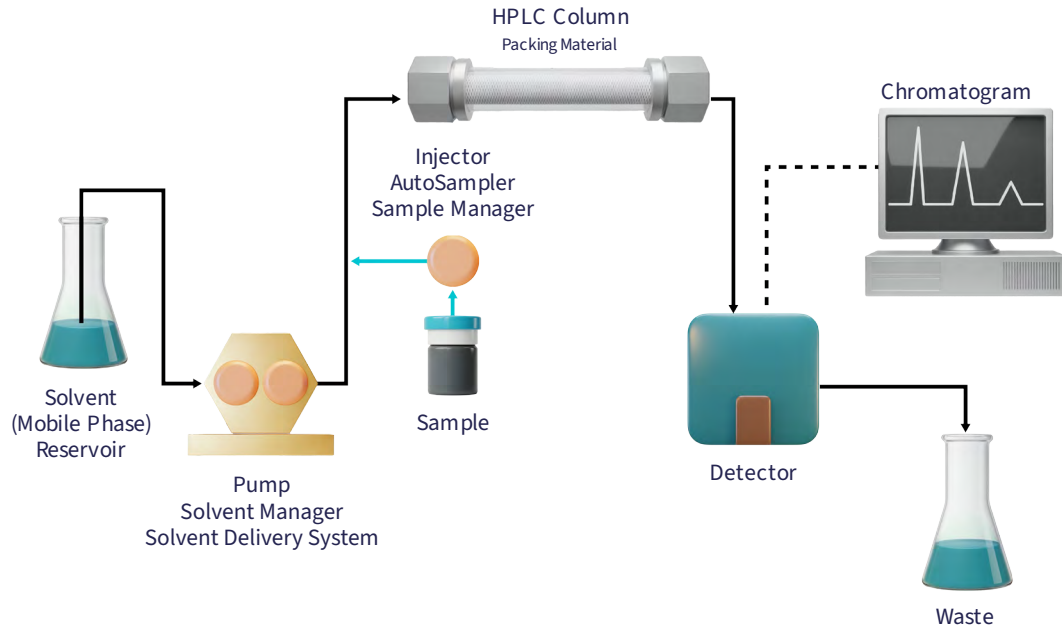 HPLC Column
Packing Material
Chromatogram
Injector
AutoSampler
Sample Manager
Solvent
(Mobile Phase)
Reservoir
Sample
Pump
Solvent Manager
Solvent Delivery System
Detector
Waste